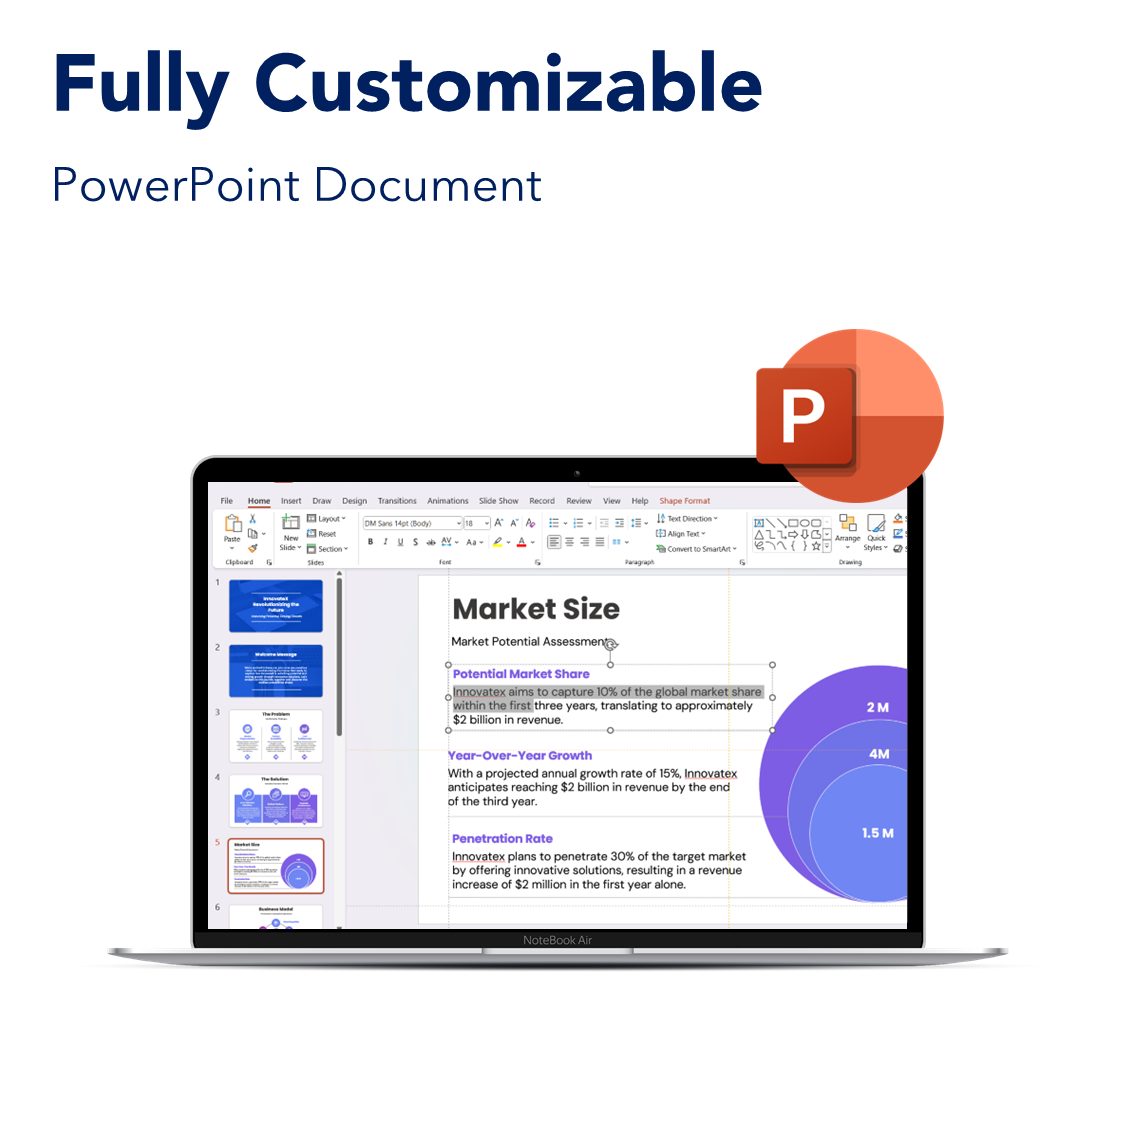 Fully Customizable
PowerPoint Document
P
File Home Insert Draw Design Transitions Animations Slide Show Record Review View Help Shape Format
Paste
Clipboard
New
Slide
Layout
Reset
Section
Slides
DM Sans 14pt (Body) 18
B I U S ab AV Aa A
Font
Text Direction
Align Text
Convert to SmartArt
Paragraph
Arrange
Quick
Styles
Drawing
1
InnovateX
Revolutionizing the
Future
2
Welcome Message
3
The Problem
4
The Solution
5
Market Size
6
Business Model
Market Size
Market Potential Assessment
Potential Market Share
Innovatex aims to capture 10% of the global market share
within the first three years, translating to approximately
$2 billion in revenue.
Year-Over-Year Growth
With a projected annual growth rate of 15%, Innovatex
anticipates reaching $2 billion in revenue by the end
of the third year.
Penetration Rate
Innovatex plans to penetrate 30% of the target market
by offering innovative solutions, resulting in a revenue
increase of $2 million in the first year alone.
2 M
4M
1.5 M
NoteBook Air